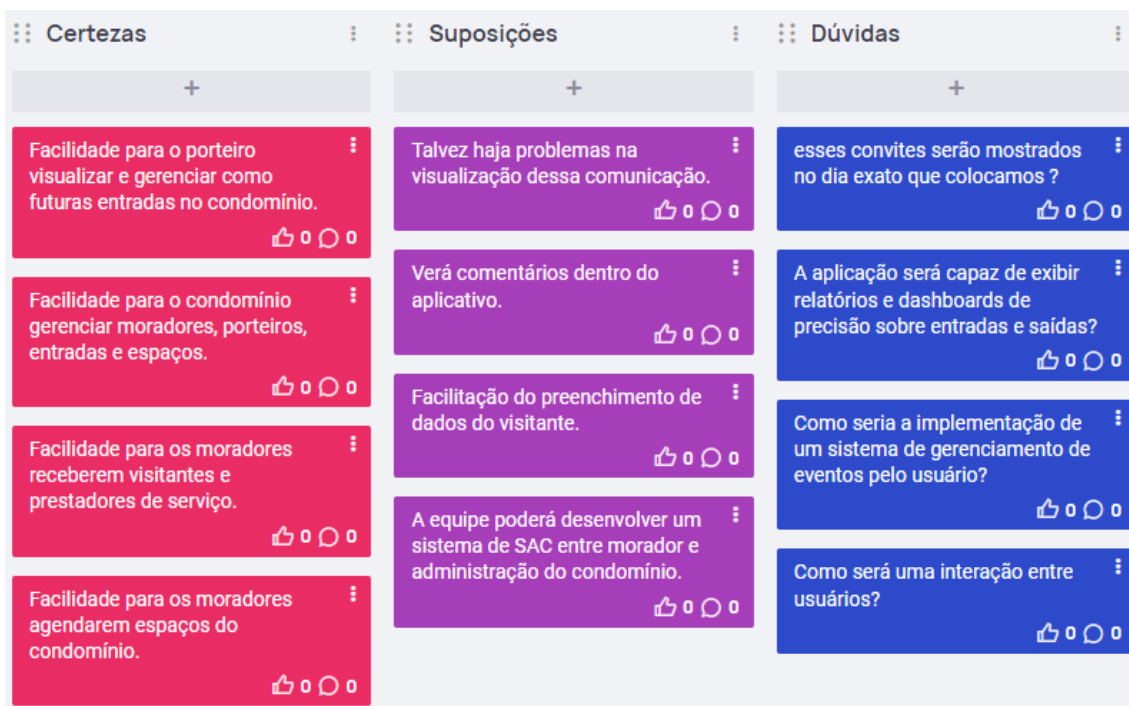 Certezas
+
Facilidade para o porteiro
visualizar e gerenciar como
futuras entradas no condomínio.
0 0
Facilidade para o condomínio
gerenciar moradores, porteiros,
entradas e espaços.
0 0
Facilidade para os moradores
receberem visitantes e
prestadores de serviço.
0 0
Facilidade para os moradores
agendarem espaços do
condomínio.
0 0
Suposições
+
Talvez haja problemas na
visualização dessa comunicação.
0 0
Verá comentários dentro do
aplicativo.
0 0
Facilitação do preenchimento de
dados do visitante.
0 0
A equipe poderá desenvolver um
sistema de SAC entre morador e
administração do condomínio.
0 0
Dúvidas
+
esses convites serão mostrados
no dia exato que colocamos ?
0 0
A aplicação será capaz de exibir
relatórios e dashboards de
precisão sobre entradas e saídas?
0 0
Como seria a implementação de
um sistema de gerenciamento de
eventos pelo usuário?
0 0
Como será uma interação entre
usuários?
0 0